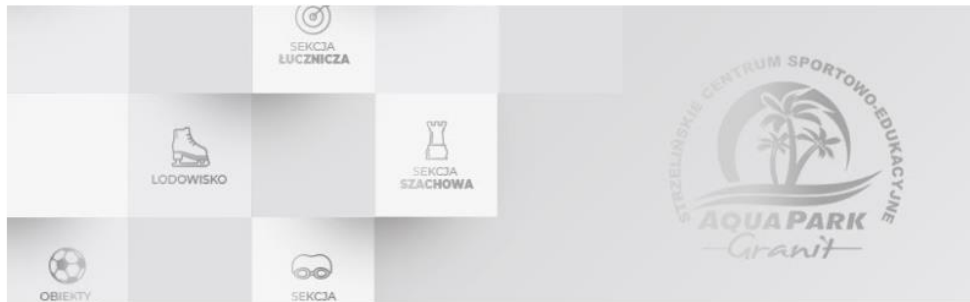 SEKCJA
ŁUCZNICZA
LODOWISKO
SEKCJA
SZACHOWA
OBIEKTY
SEKCJA
STRZELIŃSKIE CENTRUM SPORTOWO-EDUKACYJNE
AQUAPARK
Granit